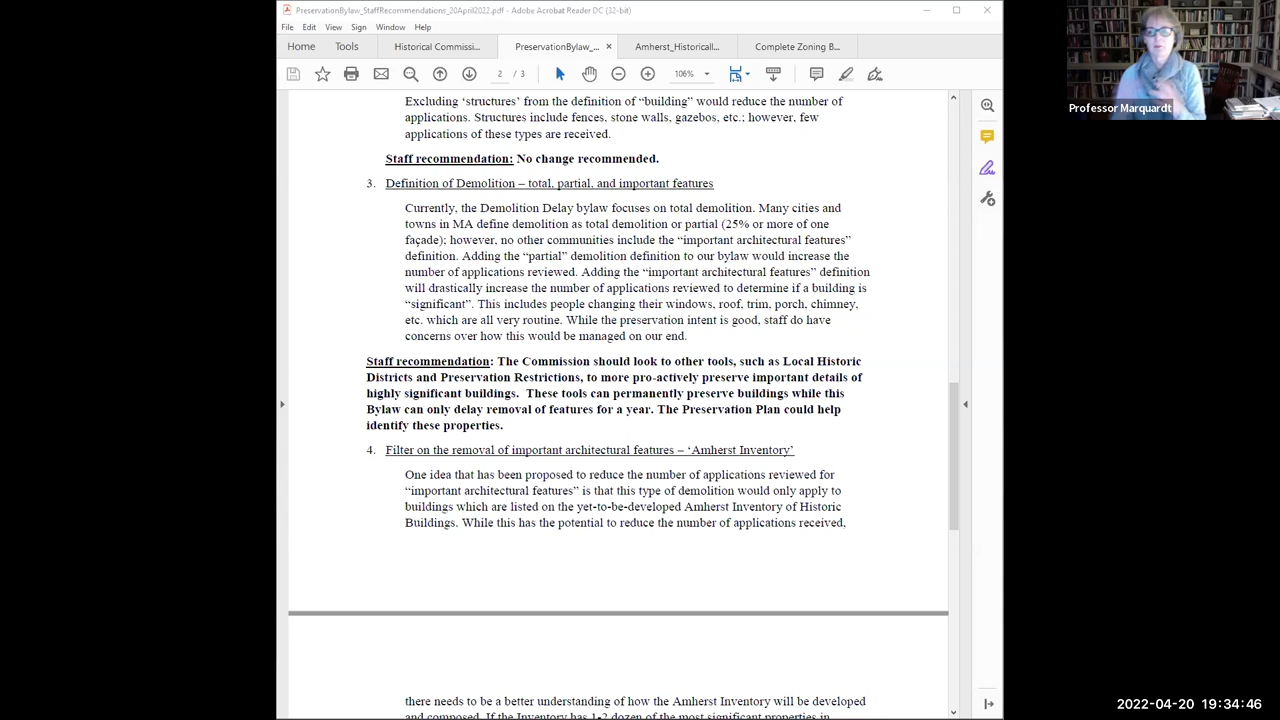 PreservationBylaw_StaffRecommendations_20April2022.pdf - Adobe Acrobat Reader DC (32-bit)
File Edit View Sign Window Help
Home Tools Historical Commissi... PreservationBylaw_... × Amherst_Historicall... Complete Zoning B...
2 / 3 106%
Professor Marquardt
Excluding ‘structures’ from the definition of “building” would reduce the number of
applications. Structures include fences, stone walls, gazebos, etc.; however, few
applications of these types are received.
Staff recommendation: No change recommended.
3. Definition of Demolition – total, partial, and important features
Currently, the Demolition Delay bylaw focuses on total demolition. Many cities and
towns in MA define demolition as total demolition or partial (25% or more of one
façade); however, no other communities include the “important architectural features”
definition. Adding the “partial” demolition definition to our bylaw would increase the
number of applications reviewed. Adding the “important architectural features” definition
will drastically increase the number of applications reviewed to determine if a building is
“significant”. This includes people changing their windows, roof, trim, porch, chimney,
etc. which are all very routine. While the preservation intent is good, staff do have
concerns over how this would be managed on our end.
Staff recommendation: The Commission should look to other tools, such as Local Historic
Districts and Preservation Restrictions, to more pro-actively preserve important details of
highly significant buildings. These tools can permanently preserve buildings while this
Bylaw can only delay removal of features for a year. The Preservation Plan could help
identify these properties.
4. Filter on the removal of important architectural features – ‘Amherst Inventory’
One idea that has been proposed to reduce the number of applications reviewed for
“important architectural features” is that this type of demolition would only apply to
buildings which are listed on the yet-to-be-developed Amherst Inventory of Historic
Buildings. While this has the potential to reduce the number of applications received,
there needs to be a better understanding of how the Amherst Inventory will be developed
and composed. If the Inventory has 1-2 dozen of the most significant properties in
2022-04-20 19:34:46